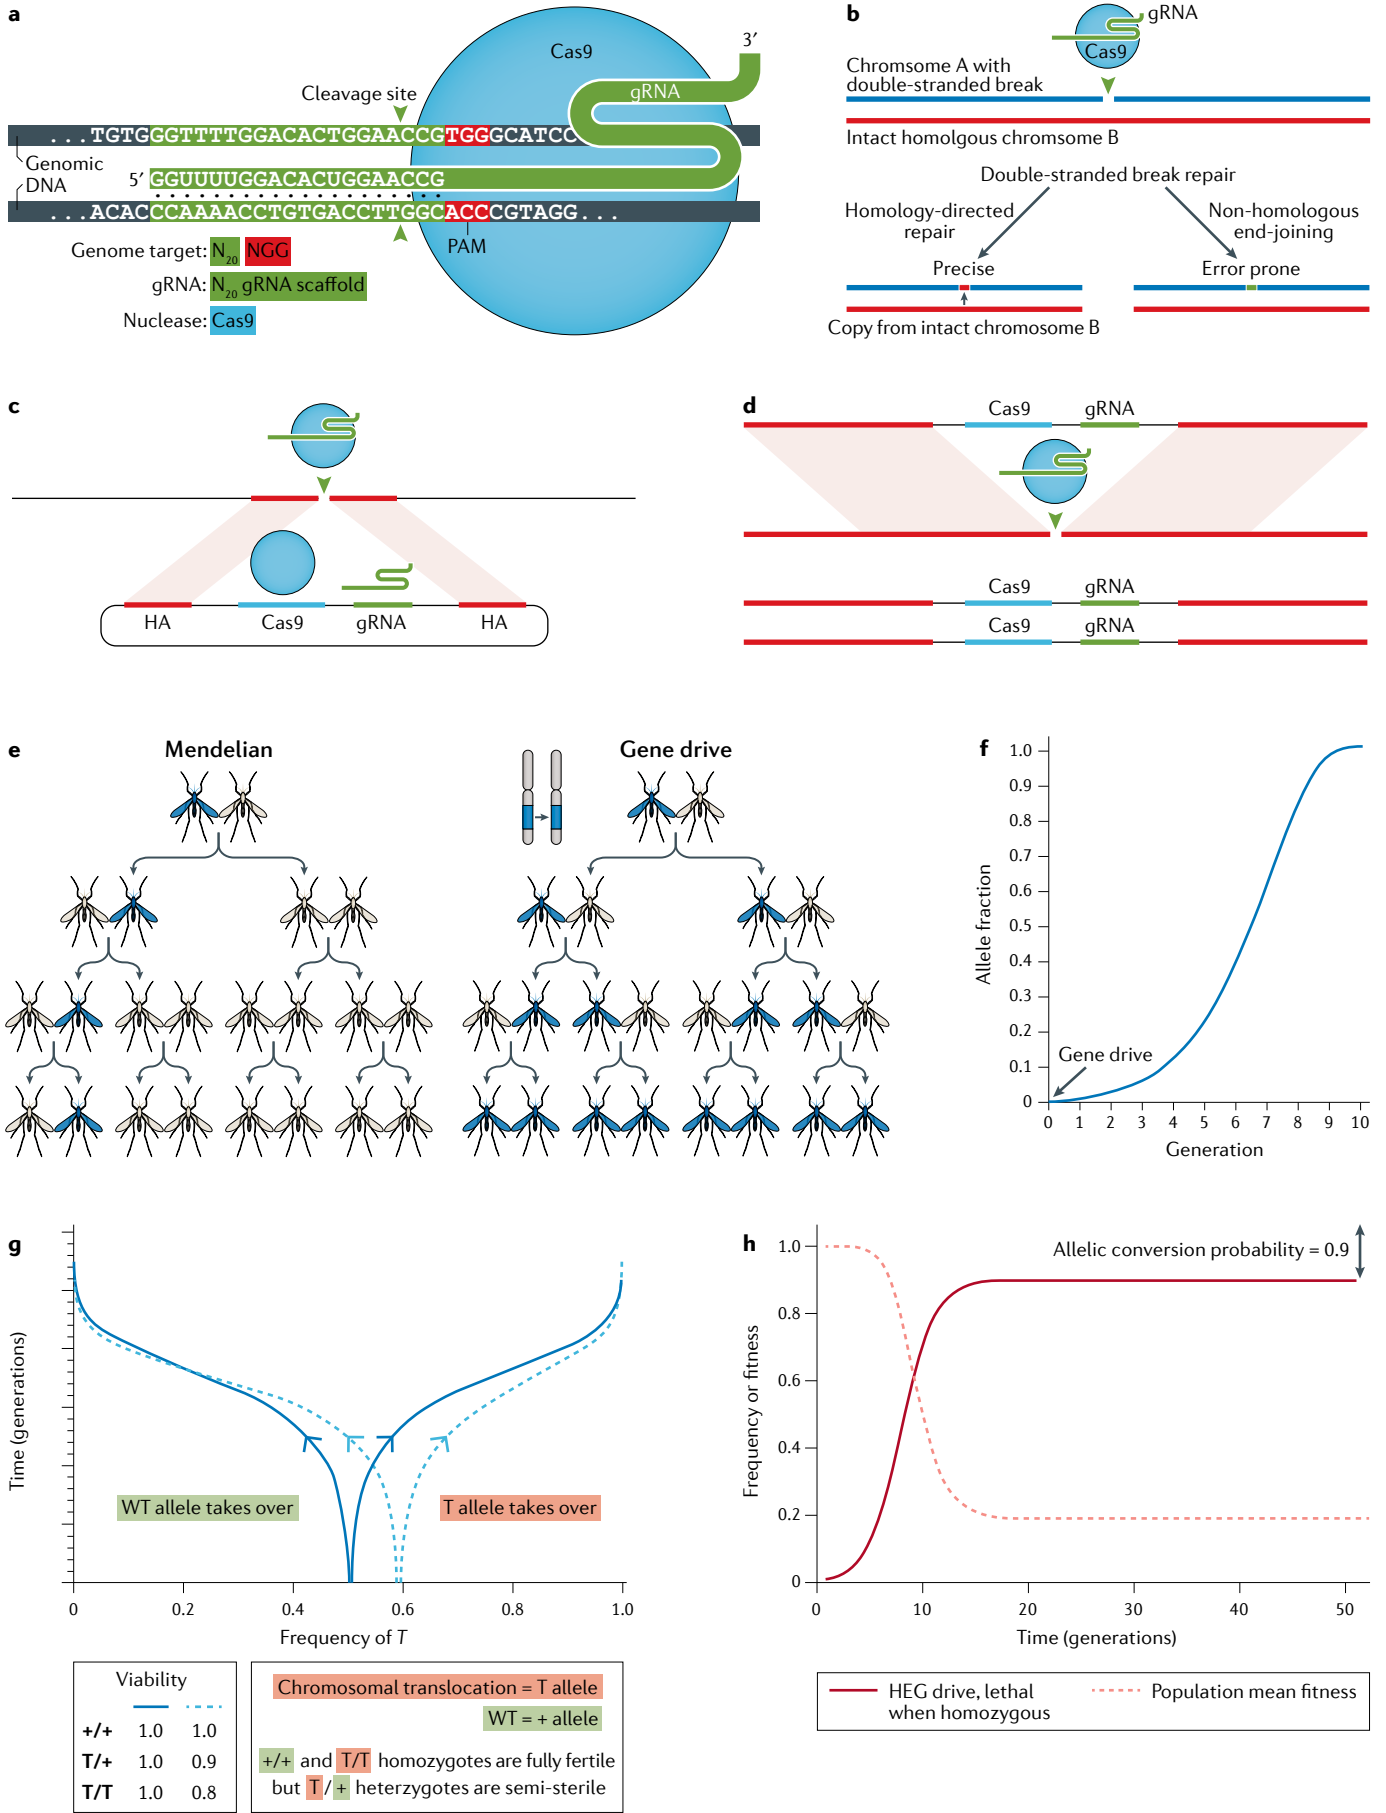 a
Cas9
3′
gRNA
Cleavage site
...TGTGGGTTTTGGACACTGGAACCGTGGGCATCC
Genomic
DNA
5′ GGUUUUGGACACUGGAACCG
...ACACCCAAAACCTGTGACCTTGGCACCCGTAGG...
PAM
Genome target: N20 NGG
gRNA: N20 gRNA scaffold
Nuclease: Cas9
b
gRNA
Cas9
Chromsome A with
double-stranded break
Intact homolgous chromsome B
Double-stranded break repair
Homology-directed
repair
Non-homologous
end-joining
Precise
Error prone
Copy from intact chromosome B
c
HA
Cas9
gRNA
HA
d
Cas9
gRNA
Cas9
gRNA
Cas9
gRNA
e
Mendelian
Gene drive
f
1.0
0.9
0.8
0.7
0.6
0.5
0.4
0.3
0.2
0.1
0
Allele fraction
Gene drive
0 1 2 3 4 5 6 7 8 9 10
Generation
g
Time (generations)
WT allele takes over
T allele takes over
0 0.2 0.4 0.6 0.8 1.0
Frequency of T
Viability
+/+ 1.0 1.0
T/+ 1.0 0.9
T/T 1.0 0.8
Chromosomal translocation = T allele
WT = + allele
+/+ and T/T homozygotes are fully fertile
but T/+ heterzygotes are semi-sterile
h
1.0
0.8
0.6
0.4
0.2
0
Frequency or fitness
Allelic conversion probability = 0.9
0 10 20 30 40 50
Time (generations)
HEG drive, lethal
when homozygous
Population mean fitness